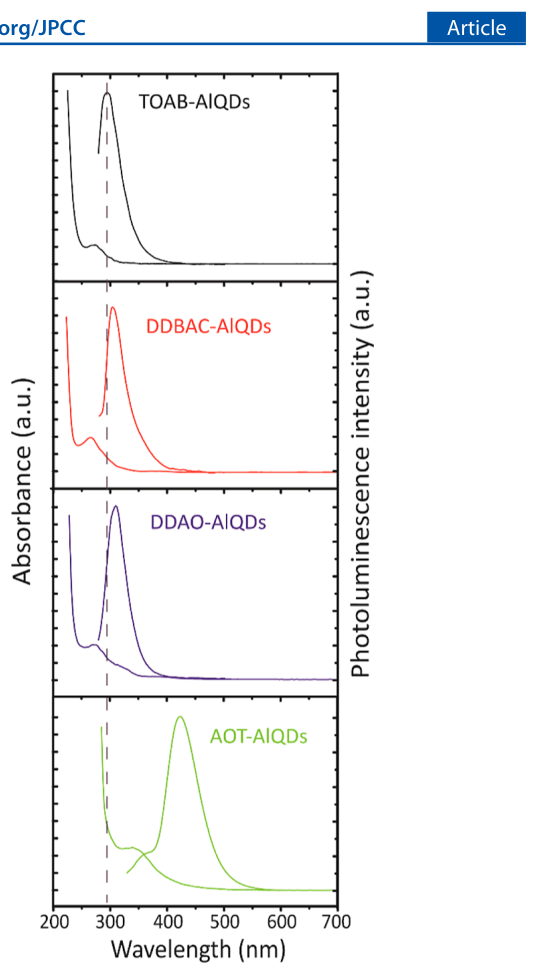 org/JPCC
Article
TOAB-AlQDs
DDBAC-AlQDs
DDAO-AlQDs
AOT-AlQDs
Absorbance (a.u.)
Photoluminescence intensity (a.u.)
200 300 400 500 600 700
Wavelength (nm)